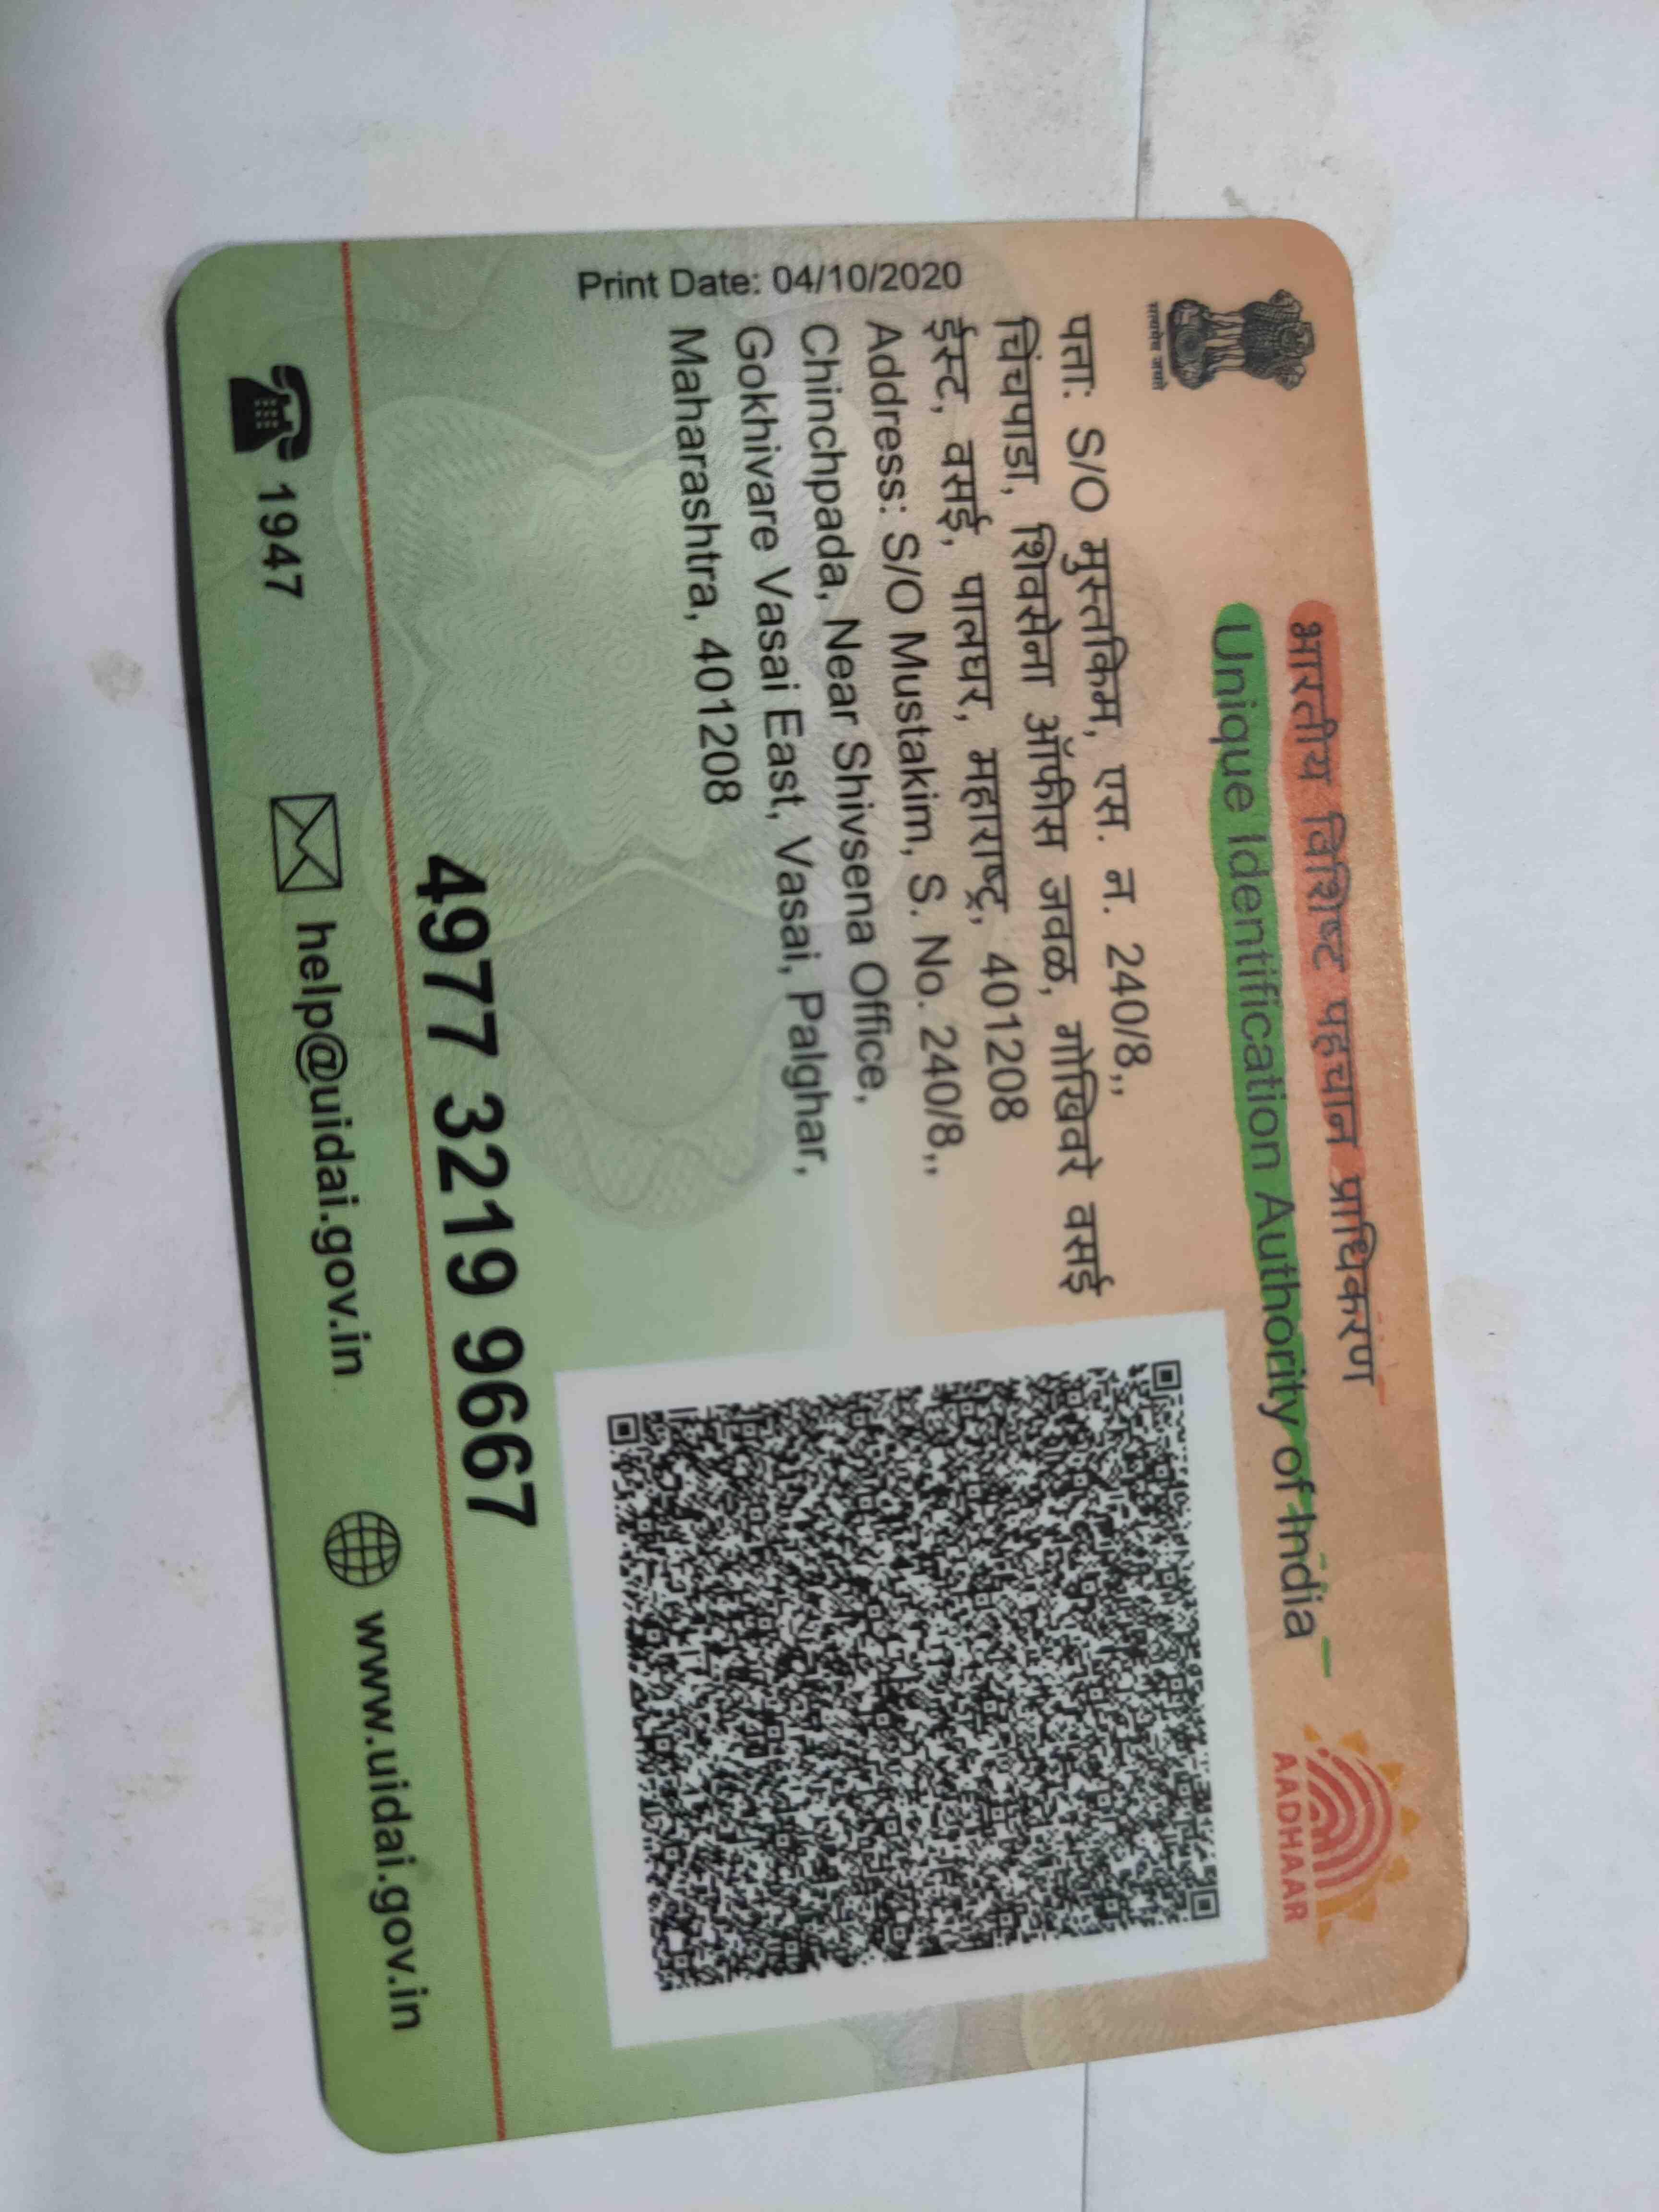 भारतीय विशिष्ट पहचान प्राधिकरण
Unique Identification Authority of India
सत्यमेव जयते
AADHAAR
Print Date: 04/10/2020
पत्ता: S/O मुस्तकिम, एस. न. 240/8,,
चिंचपाडा, शिवसेना ऑफीस जवळ, गोखिवरे वसई
ईस्ट, वसई, पालघर, महाराष्ट्र, 401208
Address: S/O Mustakim, S. No. 240/8,,
Chinchpada, Near Shivsena Office,
Gokhivare Vasai East, Vasai, Palghar,
Maharashtra, 401208
4977 3219 9667
1947
help@uidai.gov.in
www.uidai.gov.in